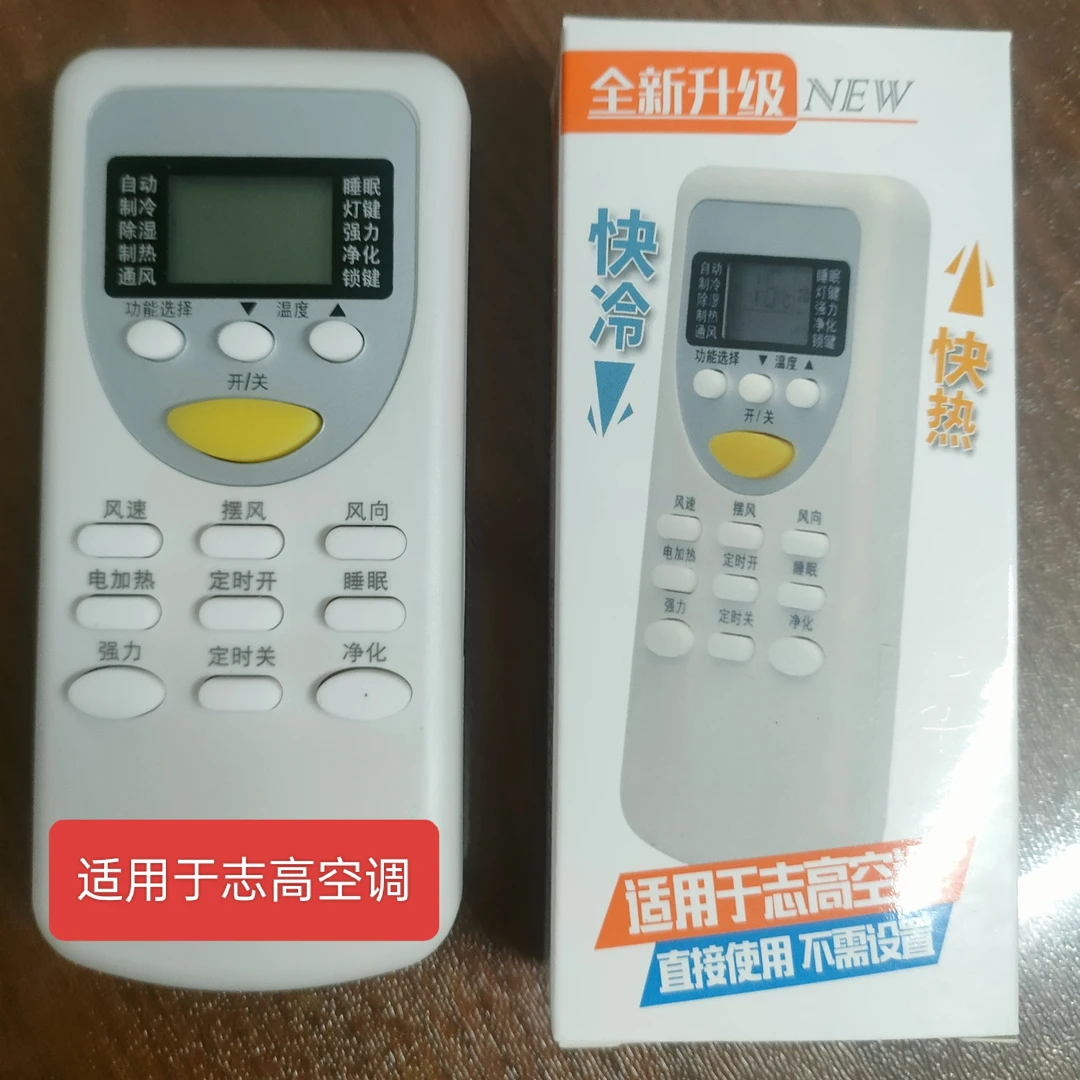 自动
制冷
除湿
制热
通风
睡眠
灯键
强力
净化
锁键
功能选择 ▼ 温度 ▲
开/关
风速 摆风 风向
电加热 定时开 睡眠
强力 定时关 净化
适用于志高空调
全新升级 NEW
快冷
快热
自动
制冷
除湿
制热
通风
睡眠
灯键
强力
净化
锁键
功能选择 ▼ 温度 ▲
开/关
风速 摆风 风向
电加热 定时开 睡眠
强力 定时关 净化
适用于志高空
直接使用 不需设置